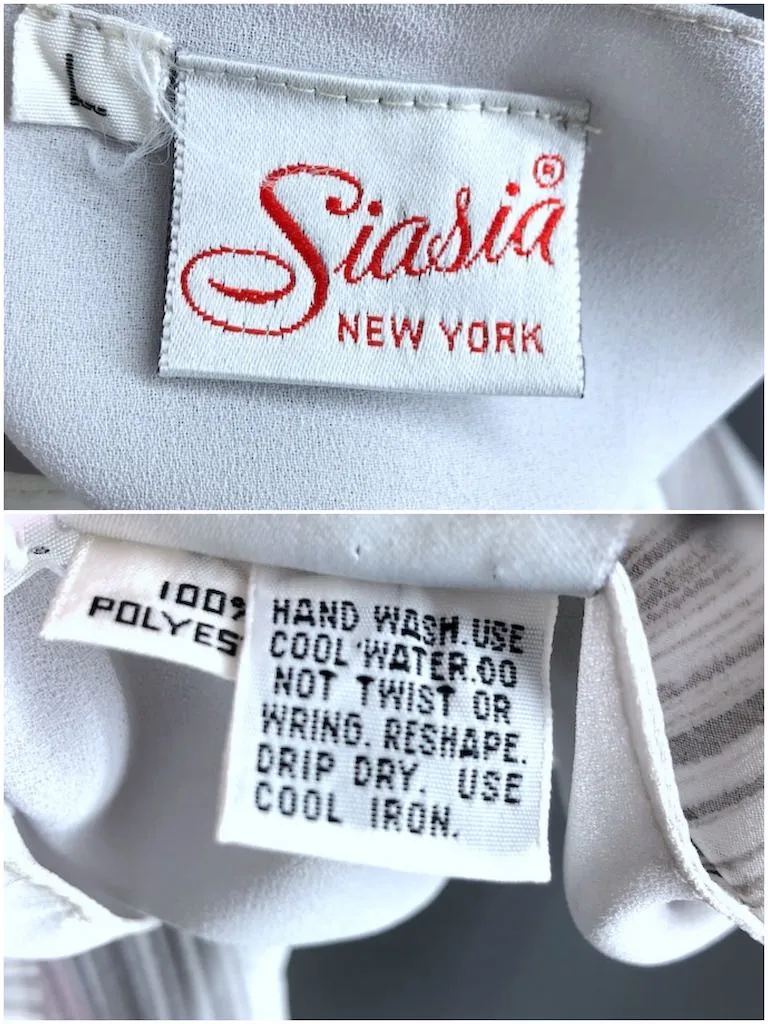 L
Siasia®
NEW YORK
100%
POLYES
HAND WASH. USE
COOL WATER.DO
NOT TWIST OR
WRING. RESHAPE.
DRIP DRY. USE
COOL IRON.